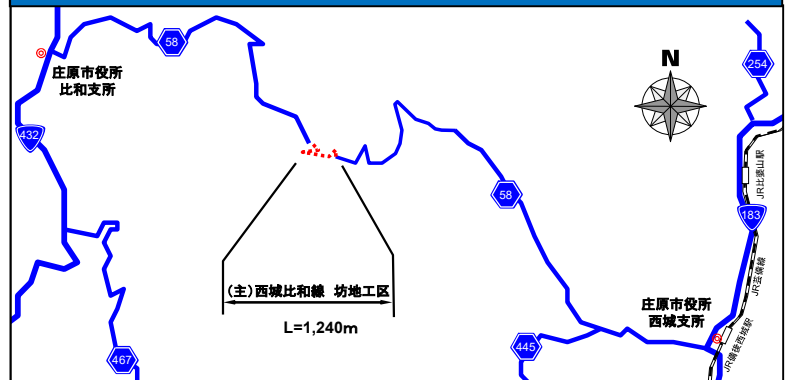 58
庄原市役所
比和支所
432
N
254
JR比婆山駅
183
58
JR芸備線
(主)西城比和線 坊地工区
L=1,240m
庄原市役所
西城支所
JR備後西城駅
445
467